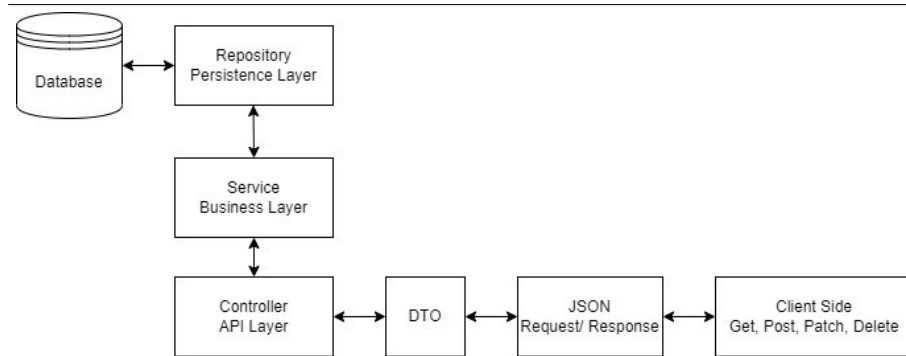 Database
Repository
Persistence Layer
Service
Business Layer
Controller
API Layer
DTO
JSON
Request/ Response
Client Side
Get, Post, Patch, Delete